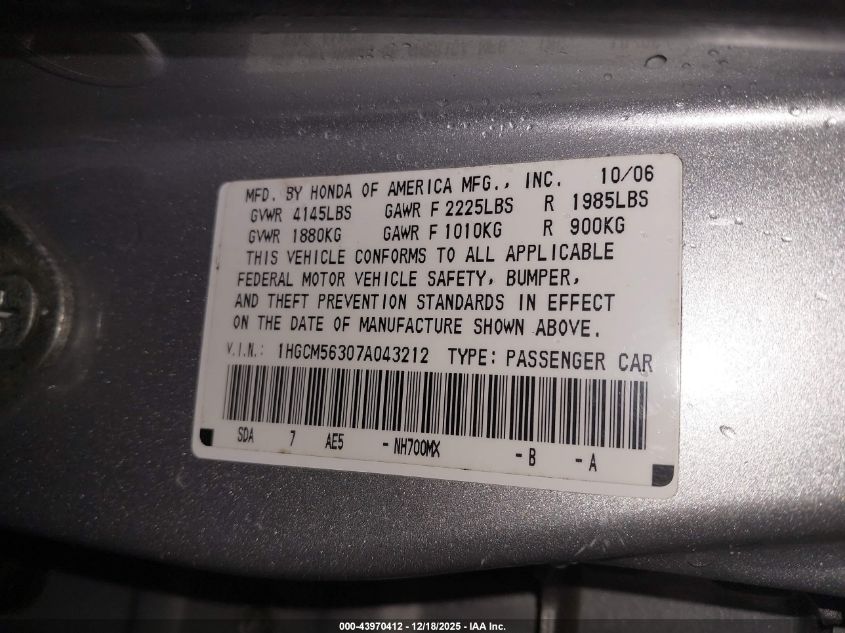 MFD. BY HONDA OF AMERICA MFG., INC. 10/06
GVWR 4145LBS GAWR F 2225LBS R 1985LBS
GVWR 1880KG GAWR F 1010KG R 900KG
THIS VEHICLE CONFORMS TO ALL APPLICABLE
FEDERAL MOTOR VEHICLE SAFETY, BUMPER,
AND THEFT PREVENTION STANDARDS IN EFFECT
ON THE DATE OF MANUFACTURE SHOWN ABOVE.
V.I.N.: 1HGCM56307A043212 TYPE: PASSENGER CAR
SDA 7 AE5 - NH700MX - B - A
000-43970412 - 12/18/2025 - IAA Inc.